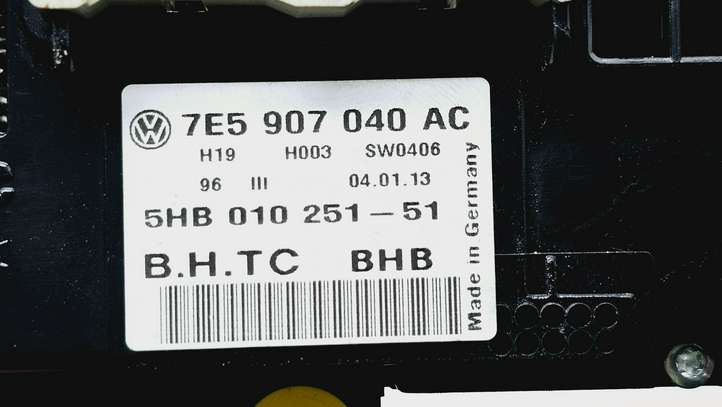 7E5 907 040 AC
H19 H003 SW0406
96 III 04.01.13
5HB 010 251-51
B.H.TC BHB
Made in Germany